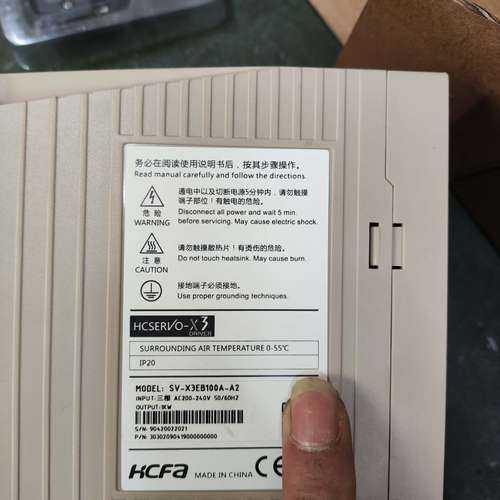 务必在阅读使用说明书后，按其步骤操作。
Read manual carefully and follow the directions.
危 险
WARNING
通电中以及切断电源5分钟内，请勿触摸
端子部位！有触电的危险。
Disconnect all power and wait 5 min.
before servicing. May cause electric shock.
注 意
CAUTION
请勿触摸散热片！有烫伤的危险。
Do not touch heatsink. May cause burn.
接地端子必须接地。
Use proper grounding techniques.
HCSERVO-X3
DRIVER
SURROUNDING AIR TEMPERATURE 0-55℃
IP20
MODEL: SV-X3EB100A-A2
INPUT:三相 AC200-240V 50/60HZ
OUTPUT:1KW
S/N: 90420022021
P/N: 30302090419000000000
HCFA MADE IN CHINA CE